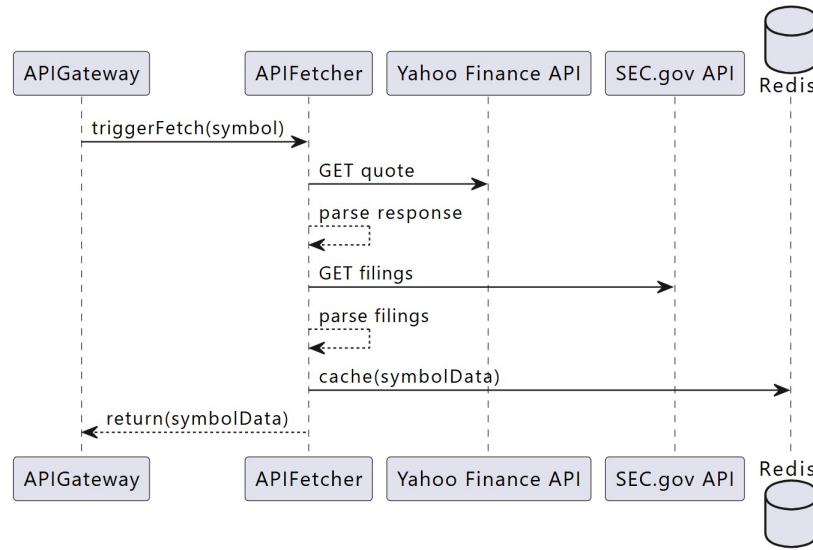 APIGateway
APIFetcher
Yahoo Finance API
SEC.gov API
Redis
triggerFetch(symbol)
GET quote
parse response
GET filings
parse filings
cache(symbolData)
return(symbolData)
APIGateway
APIFetcher
Yahoo Finance API
SEC.gov API
Redis